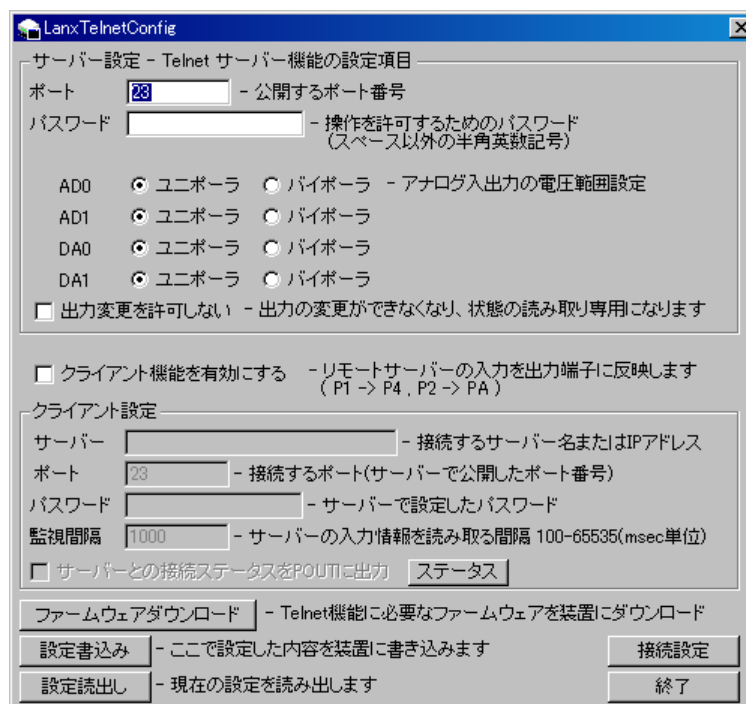 LanxTelnetConfig
サーバー設定 - Telnet サーバー機能の設定項目
ポート 23 - 公開するポート番号
パスワード - 操作を許可するためのパスワード
(スペース以外の半角英数記号)
AD0 ユニポーラ バイポーラ - アナログ入出力の電圧範囲設定
AD1 ユニポーラ バイポーラ
DA0 ユニポーラ バイポーラ
DA1 ユニポーラ バイポーラ
出力変更を許可しない - 出力の変更ができなくなり、状態の読み取り専用になります
クライアント機能を有効にする - リモートサーバーの入力を出力端子に反映します
( P1 -> P4 , P2 -> PA )
クライアント設定
サーバー - 接続するサーバー名またはIPアドレス
ポート 23 - 接続するポート(サーバーで公開したポート番号)
パスワード - サーバーで設定したパスワード
監視間隔 1000 - サーバーの入力情報を読み取る間隔 100-65535(msec単位)
サーバーとの接続ステータスをPOUT1に出力 ステータス
ファームウェアダウンロード - Telnet機能に必要なファームウェアを装置にダウンロード
設定書込み - ここで設定した内容を装置に書き込みます 接続設定
設定読出し - 現在の設定を読み出します 終了